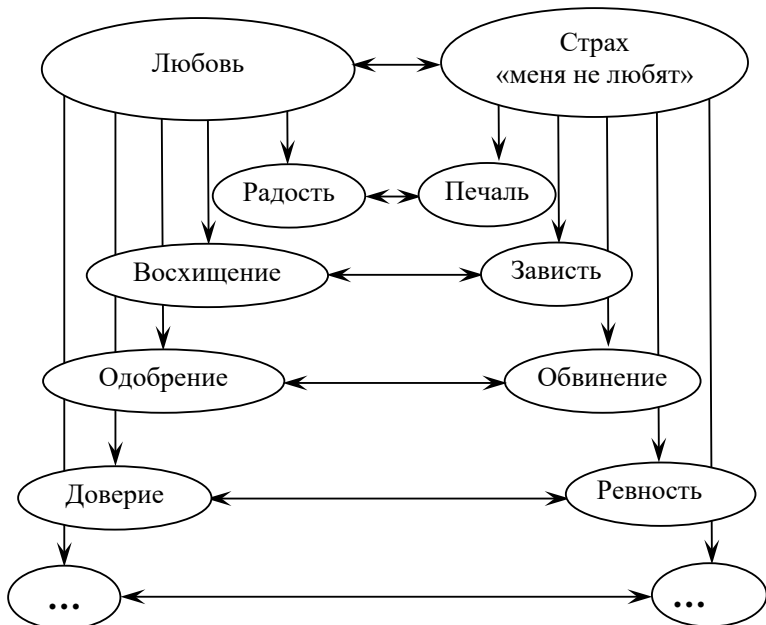 Любовь
Страх
«меня не любят»
Радость
Печаль
Восхищение
Зависть
Одобрение
Обвинение
Доверие
Ревность
...
...